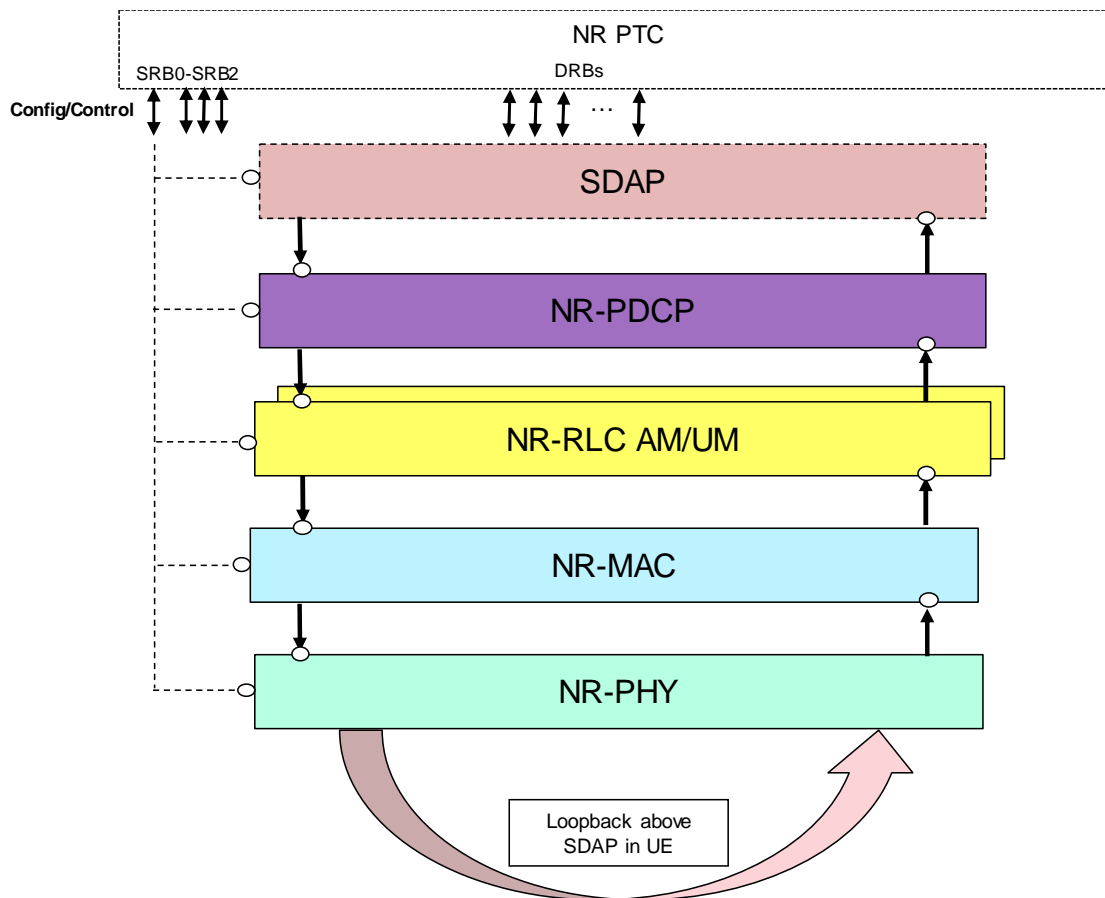 NR PTC
SRB0-SRB2
DRBs
Config/Control
...
SDAP
NR-PDCP
NR-RLC AM/UM
NR-MAC
NR-PHY
Loopback above
SDAP in UE